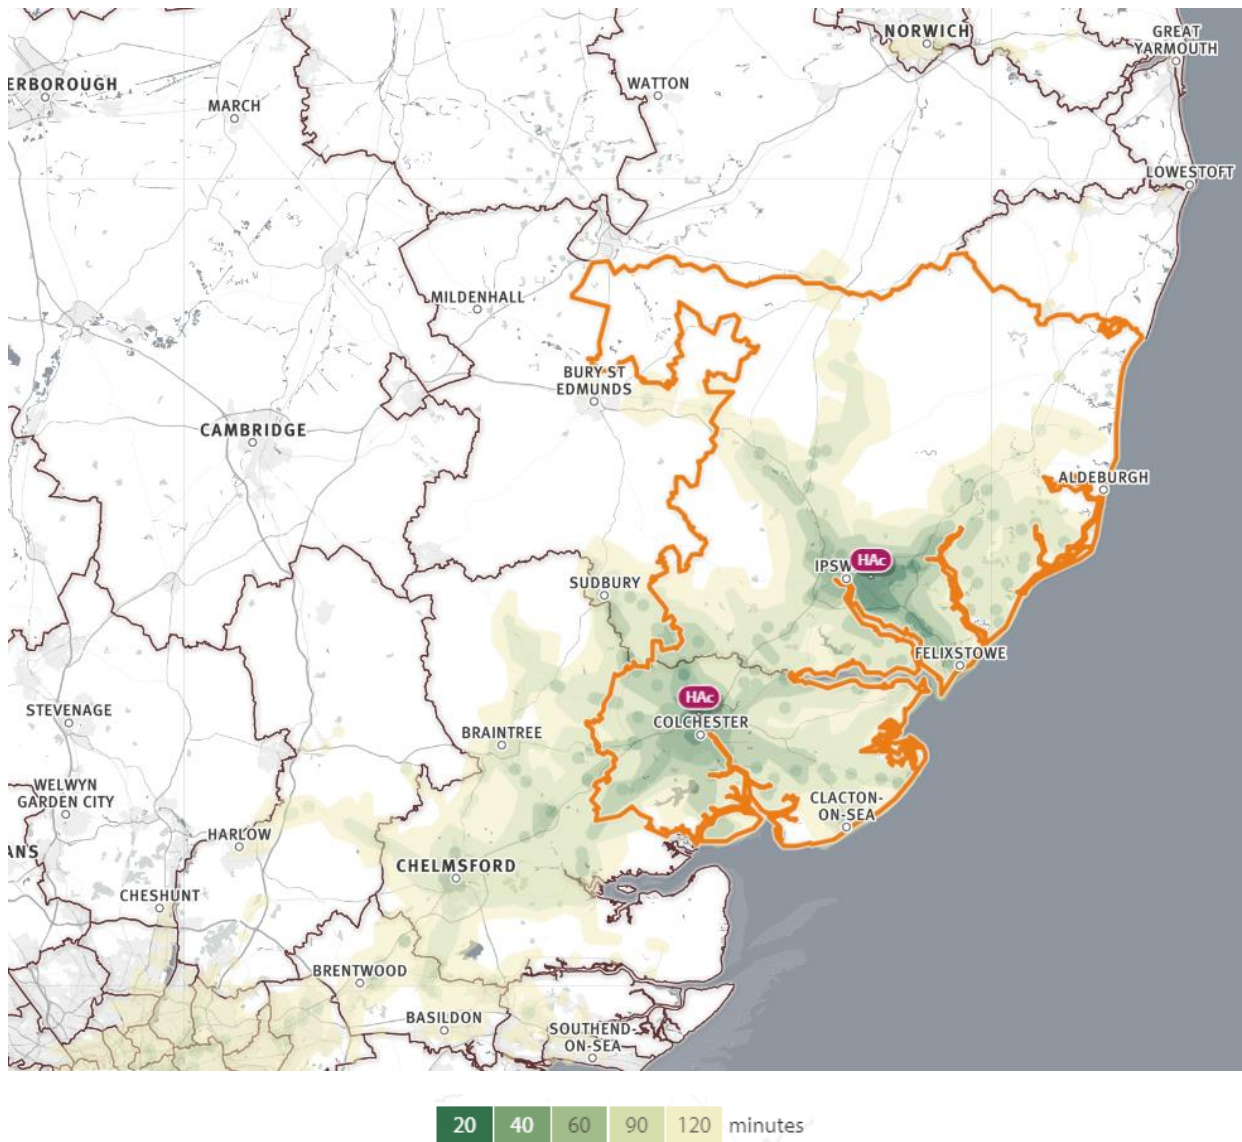 NORWICH
GREAT
YARMOUTH
ERBOROUGH
MARCH
WATTON
LOWESTOFT
MILDENHALL
BURY ST
EDMUNDS
CAMBRIDGE
ALDEBURGH
HAc
IPSW
SUDBURY
FELIXSTOWE
HAc
COLCHESTER
STEVENAGE
BRAINTREE
WELWYN
GARDEN CITY
CLACTON-
ON-SEA
HARLOW
ANS
CHELMSFORD
CHESHUNT
BRENTWOOD
BASILDON
SOUTHEND-
ON-SEA
20 40 60 90 120 minutes